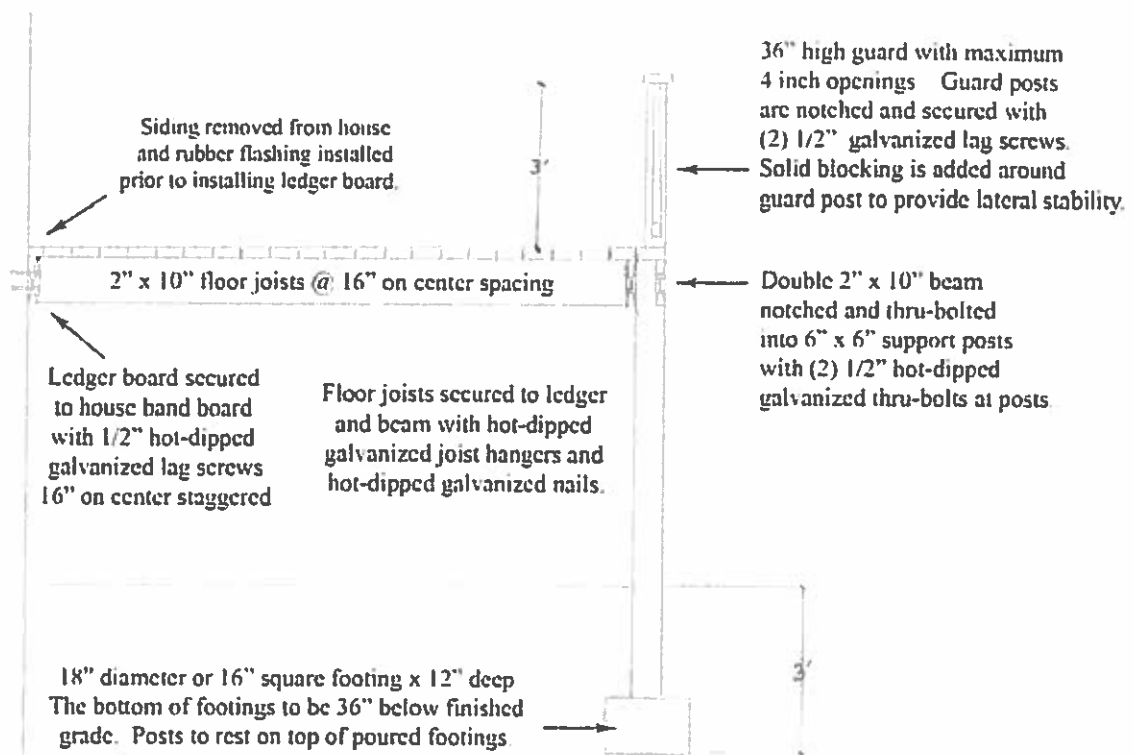 36" high guard with maximum
4 inch openings Guard posts
are notched and secured with
(2) 1/2" galvanized lag screws.
Solid blocking is added around
guard post to provide lateral stability.
Siding removed from house
and rubber flashing installed
prior to installing ledger board.
3'
2" x 10" floor joists @ 16" on center spacing
Double 2" x 10" beam
notched and thru-bolted
into 6" x 6" support posts
with (2) 1/2" hot-dipped
galvanized thru-bolts at posts.
Ledger board secured
to house band board
with 1/2" hot-dipped
galvanized lag screws
16" on center staggered
Floor joists secured to ledger
and beam with hot-dipped
galvanized joist hangers and
hot-dipped galvanized nails.
18" diameter or 16" square footing x 12" deep
The bottom of footings to be 36" below finished
grade. Posts to rest on top of poured footings.
3'